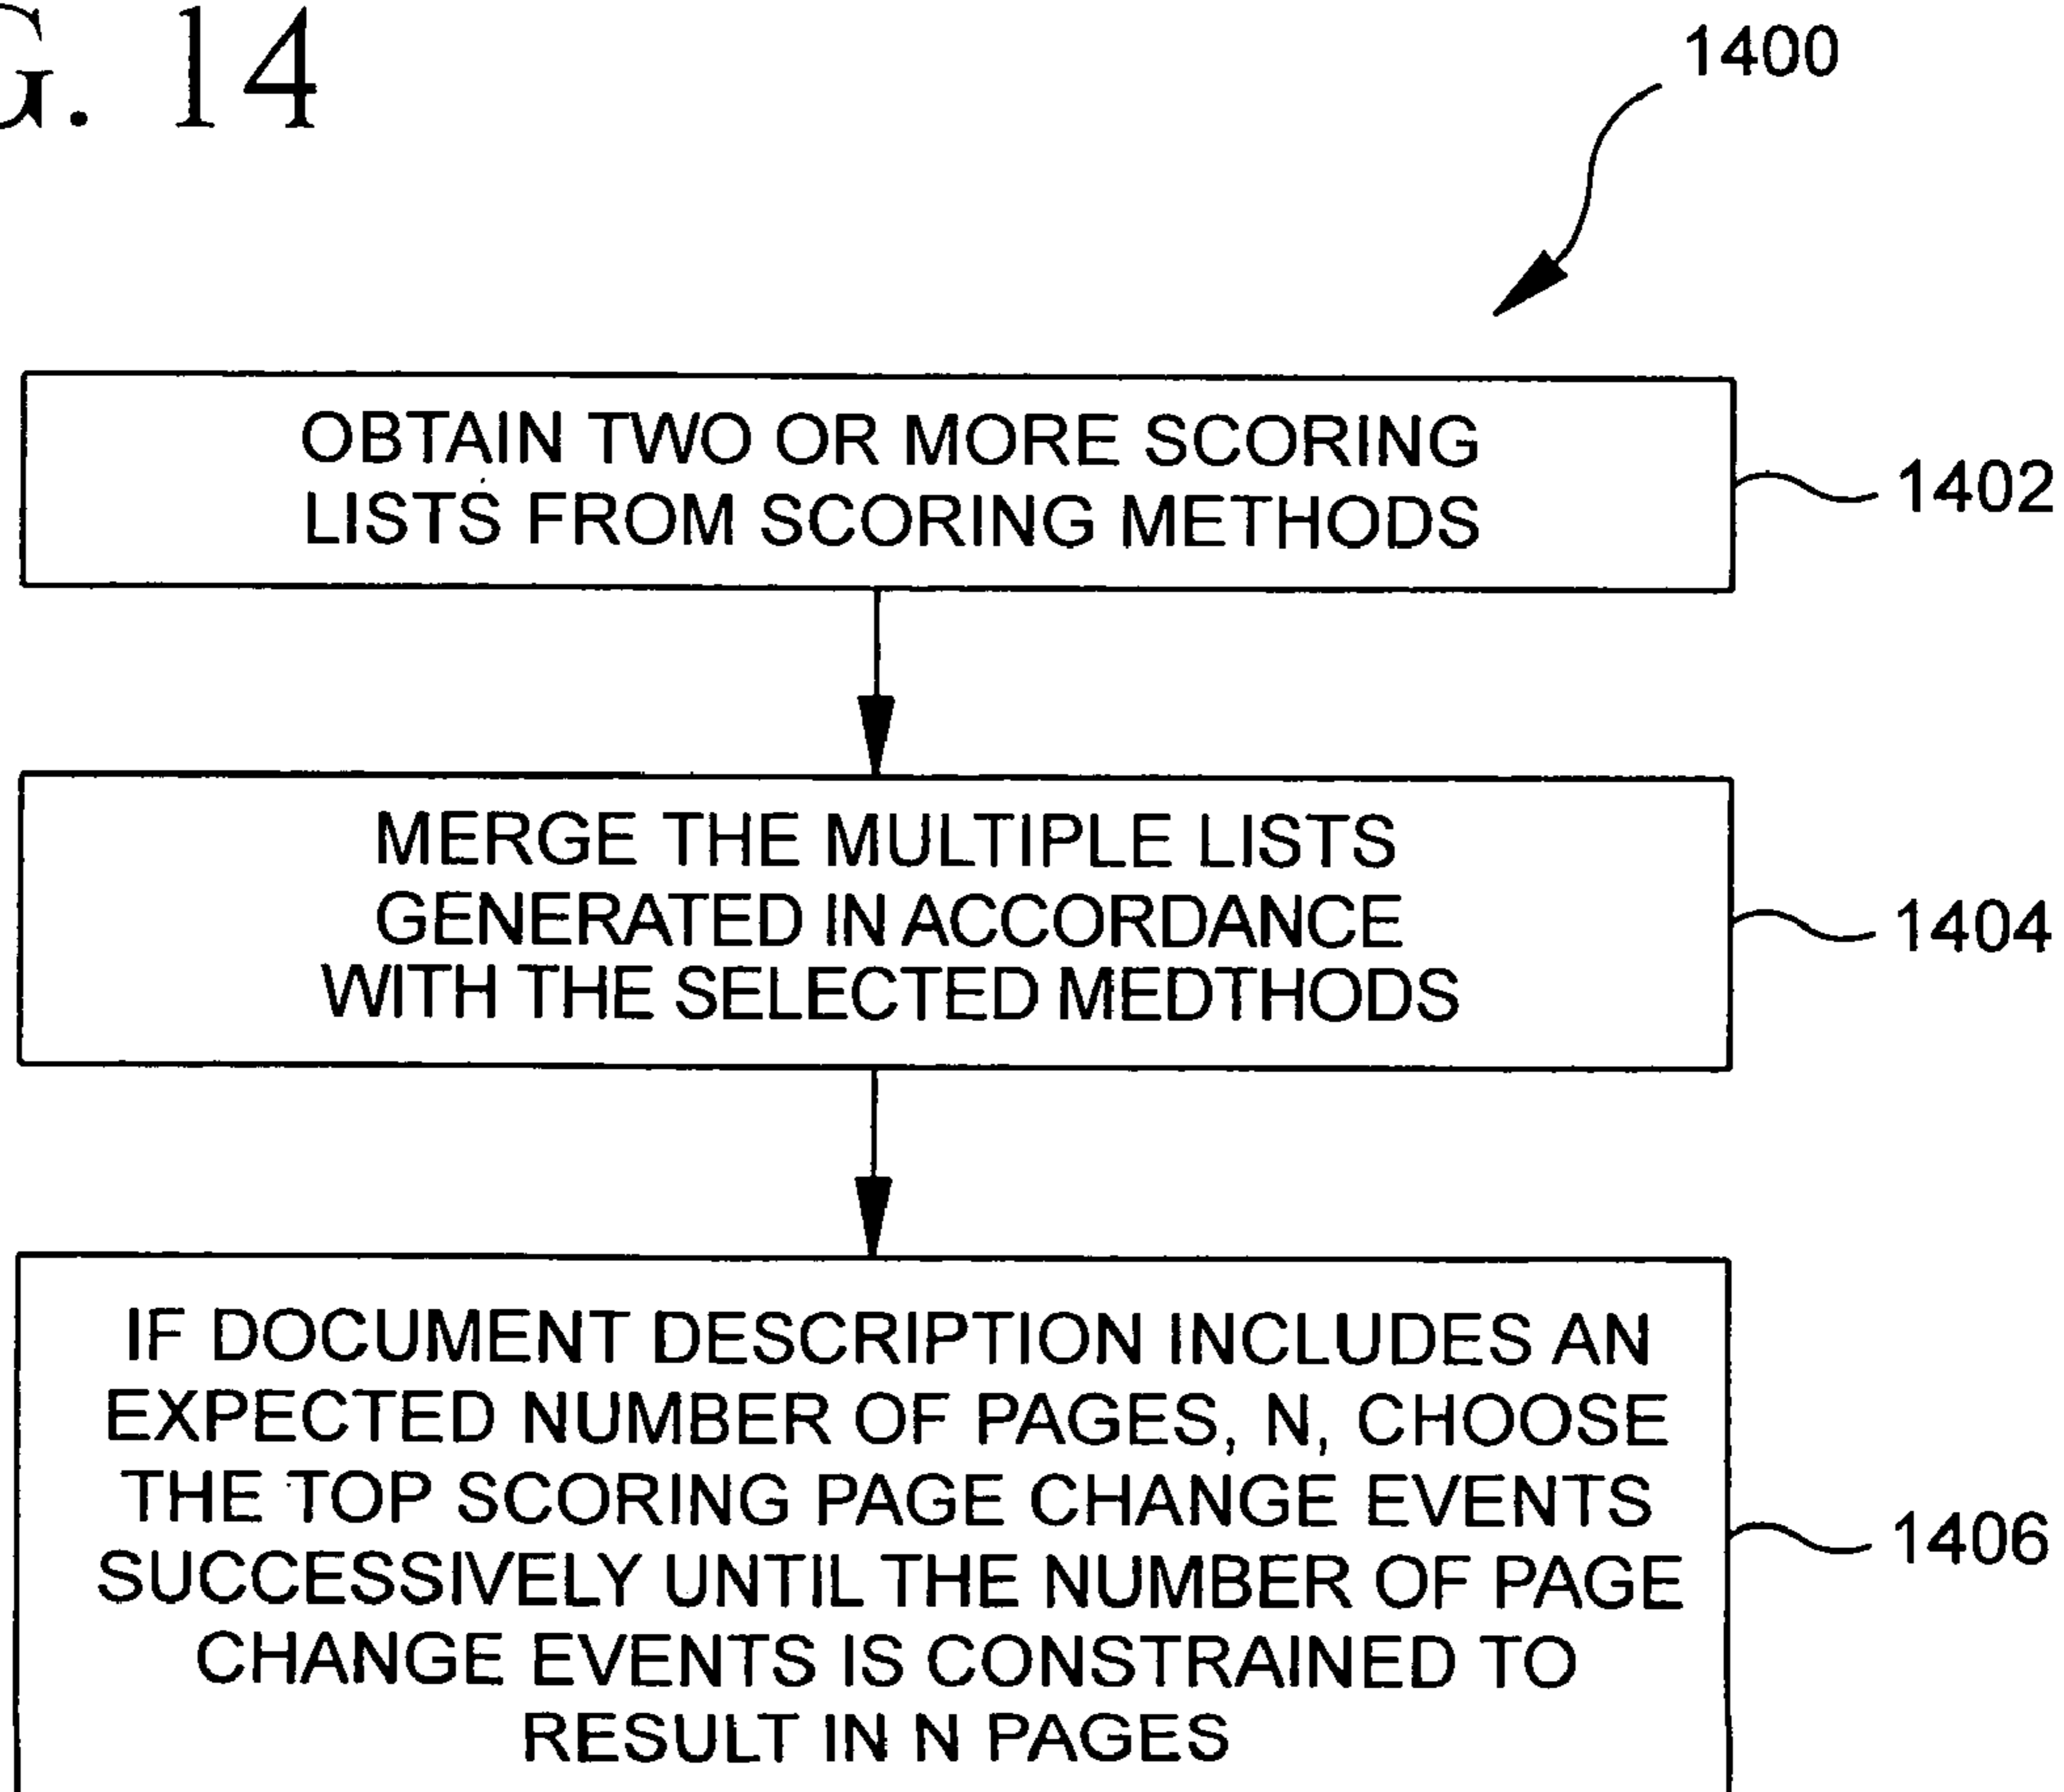 G. 14
1400
OBTAIN TWO OR MORE SCORING
LISTS FROM SCORING METHODS
1402
MERGE THE MULTIPLE LISTS
GENERATED IN ACCORDANCE
WITH THE SELECTED MEDTHODS
1404
IF DOCUMENT DESCRIPTION INCLUDES AN
EXPECTED NUMBER OF PAGES, N, CHOOSE
THE TOP SCORING PAGE CHANGE EVENTS
SUCCESSIVELY UNTIL THE NUMBER OF PAGE
CHANGE EVENTS IS CONSTRAINED TO
RESULT IN N PAGES
1406